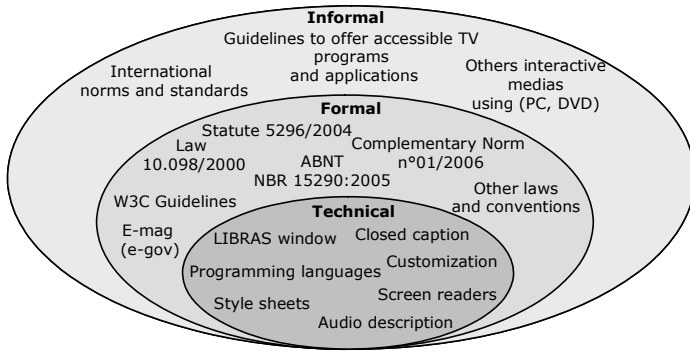 Informal
Guidelines to offer accessible TV
programs
and applications
International
norms and standards
Others interactive
medias
using (PC, DVD)
Formal
Statute 5296/2004
Law
10.098/2000
Complementary Norm
n°01/2006
ABNT
NBR 15290:2005
W3C Guidelines
Other laws
and conventions
E-mag
(e-gov)
Technical
LIBRAS window
Closed caption
Programming languages
Customization
Style sheets
Screen readers
Audio description